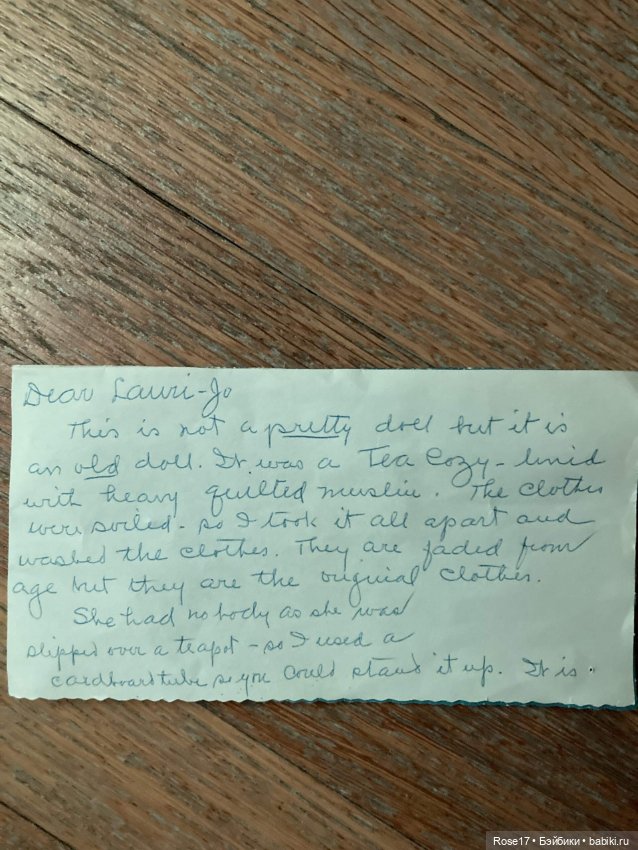 Dear Lauri-Jo
This is not a pretty doll but it is
an old doll. It was a Tea Cozy - lined
with heavy quilted muslin. The clothes
were soiled - so I took it all apart and
washed the clothes. They are faded from
age but they are the original clothes.
She had no body as she was
slipped over a teapot - so I used a
cardboard tube so you could stand it up. It is
Rose17 • Бэйбики • babiki.ru